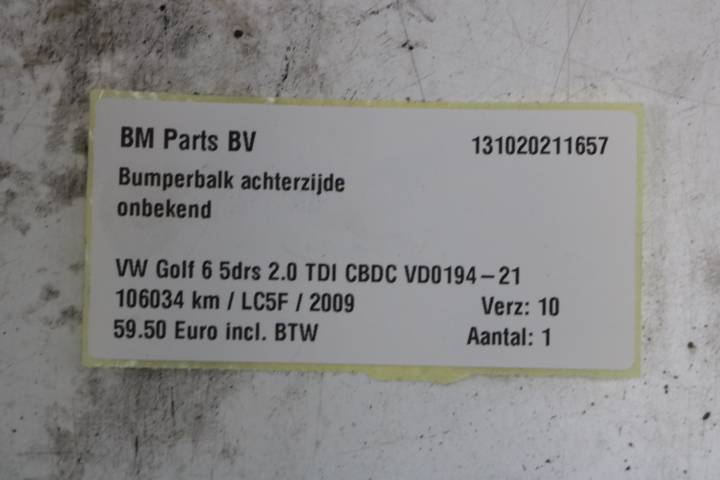 BM Parts BV 131020211657
Bumperbalk achterzijde
onbekend
VW Golf 6 5drs 2.0 TDI CBDC VD0194-21
106034 km / LC5F / 2009 Verz: 10
59.50 Euro incl. BTW Aantal: 1